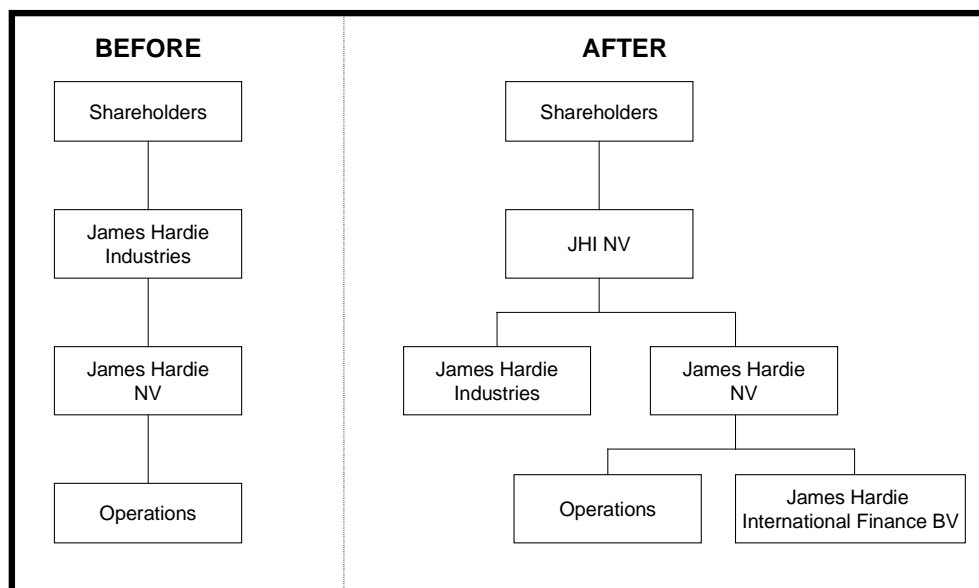 BEFORE
Shareholders
James Hardie
Industries
James Hardie
NV
Operations
AFTER
Shareholders
JHI NV
James Hardie
Industries
James Hardie
NV
Operations
James Hardie
International Finance BV